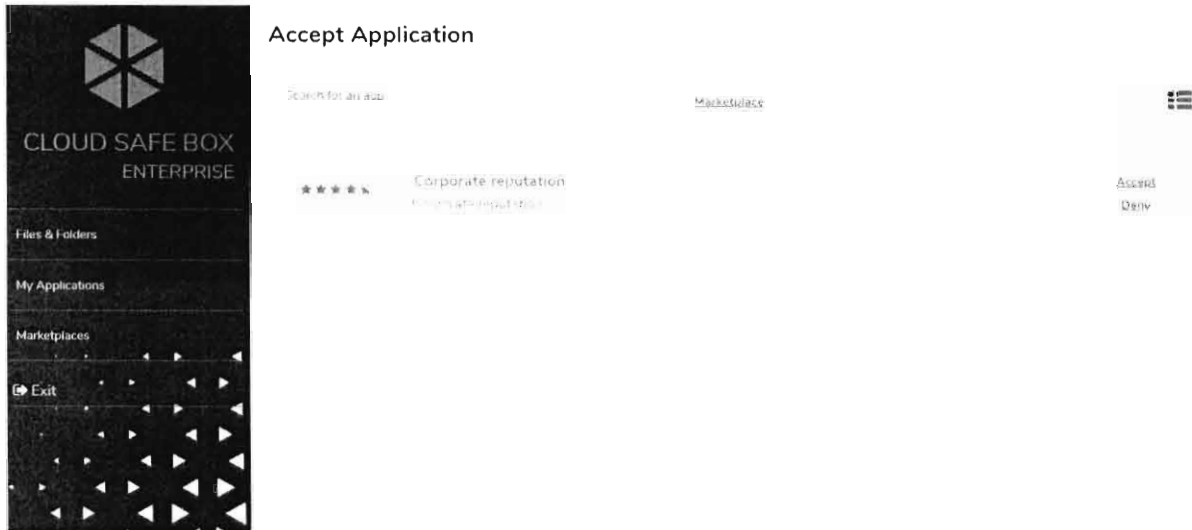 CLOUD SAFE BOX
ENTERPRISE
Files & Folders
My Applications
Marketplaces
Exit
Accept Application
Search for an app
Marketplace
Corporate reputation
Accept
Deny